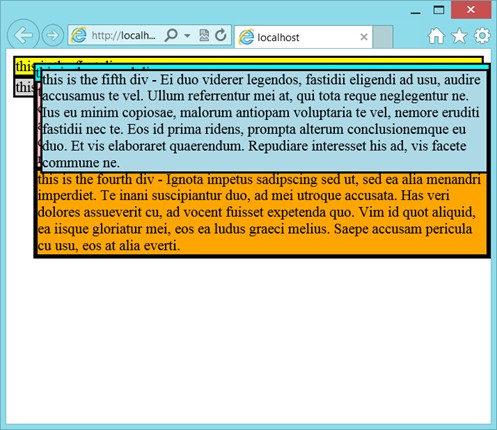 http://localh...
localhost
this is the first div
this is the fifth div - Ei duo viderer legendos, fastidii eligendi ad usu, audire
accusamus te vel. Ullum referrentur mei at, qui tota reque neglegentur ne.
Ius eu minim copiosae, malorum antiopam voluptaria te vel, nemore eruditi
fastidii nec te. Eos id prima ridens, prompta alterum conclusionemque eu
duo. Et vis elaboraret quaerendum. Repudiare interesset his ad, vis facete
commune ne.
this is the fourth div - Ignota impetus sadipscing sed ut, sed ea alia menandri
imperdiet. Te inani suscipiantur duo, ad mei utroque accusata. Has veri
dolores assueverit cu, ad vocent fuisset expetenda quo. Vim id quot aliquid,
ea iisque gloriatur mei, eos ea ludus graeci melius. Saepe accusam pericula
cu usu, eos at alia everti.